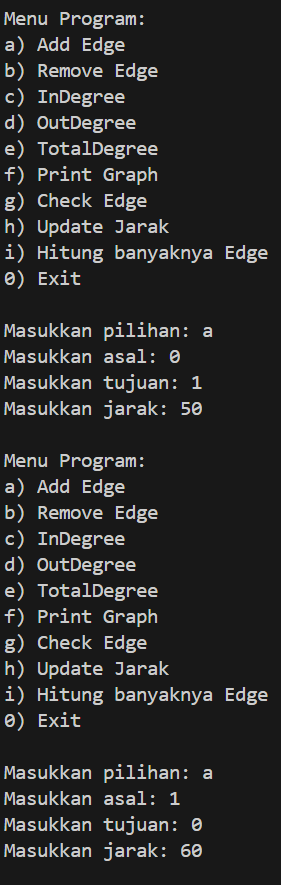 Menu Program:
a) Add Edge
b) Remove Edge
c) InDegree
d) OutDegree
e) TotalDegree
f) Print Graph
g) Check Edge
h) Update Jarak
i) Hitung banyaknya Edge
0) Exit

Masukkan pilihan: a
Masukkan asal: 0
Masukkan tujuan: 1
Masukkan jarak: 50

Menu Program:
a) Add Edge
b) Remove Edge
c) InDegree
d) OutDegree
e) TotalDegree
f) Print Graph
g) Check Edge
h) Update Jarak
i) Hitung banyaknya Edge
0) Exit

Masukkan pilihan: a
Masukkan asal: 1
Masukkan tujuan: 0
Masukkan jarak: 60